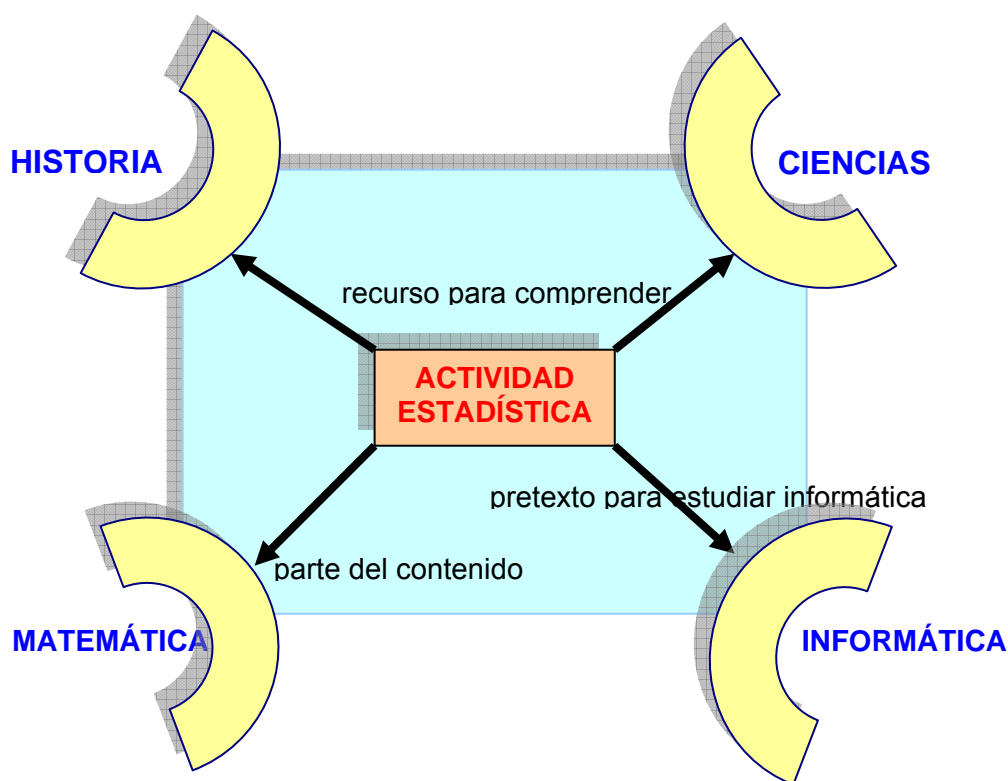 HISTORIA
CIENCIAS
recurso para comprender
ACTIVIDAD
ESTADÍSTICA
pretexto para estudiar informática
parte del contenido
MATEMÁTICA
INFORMÁTICA